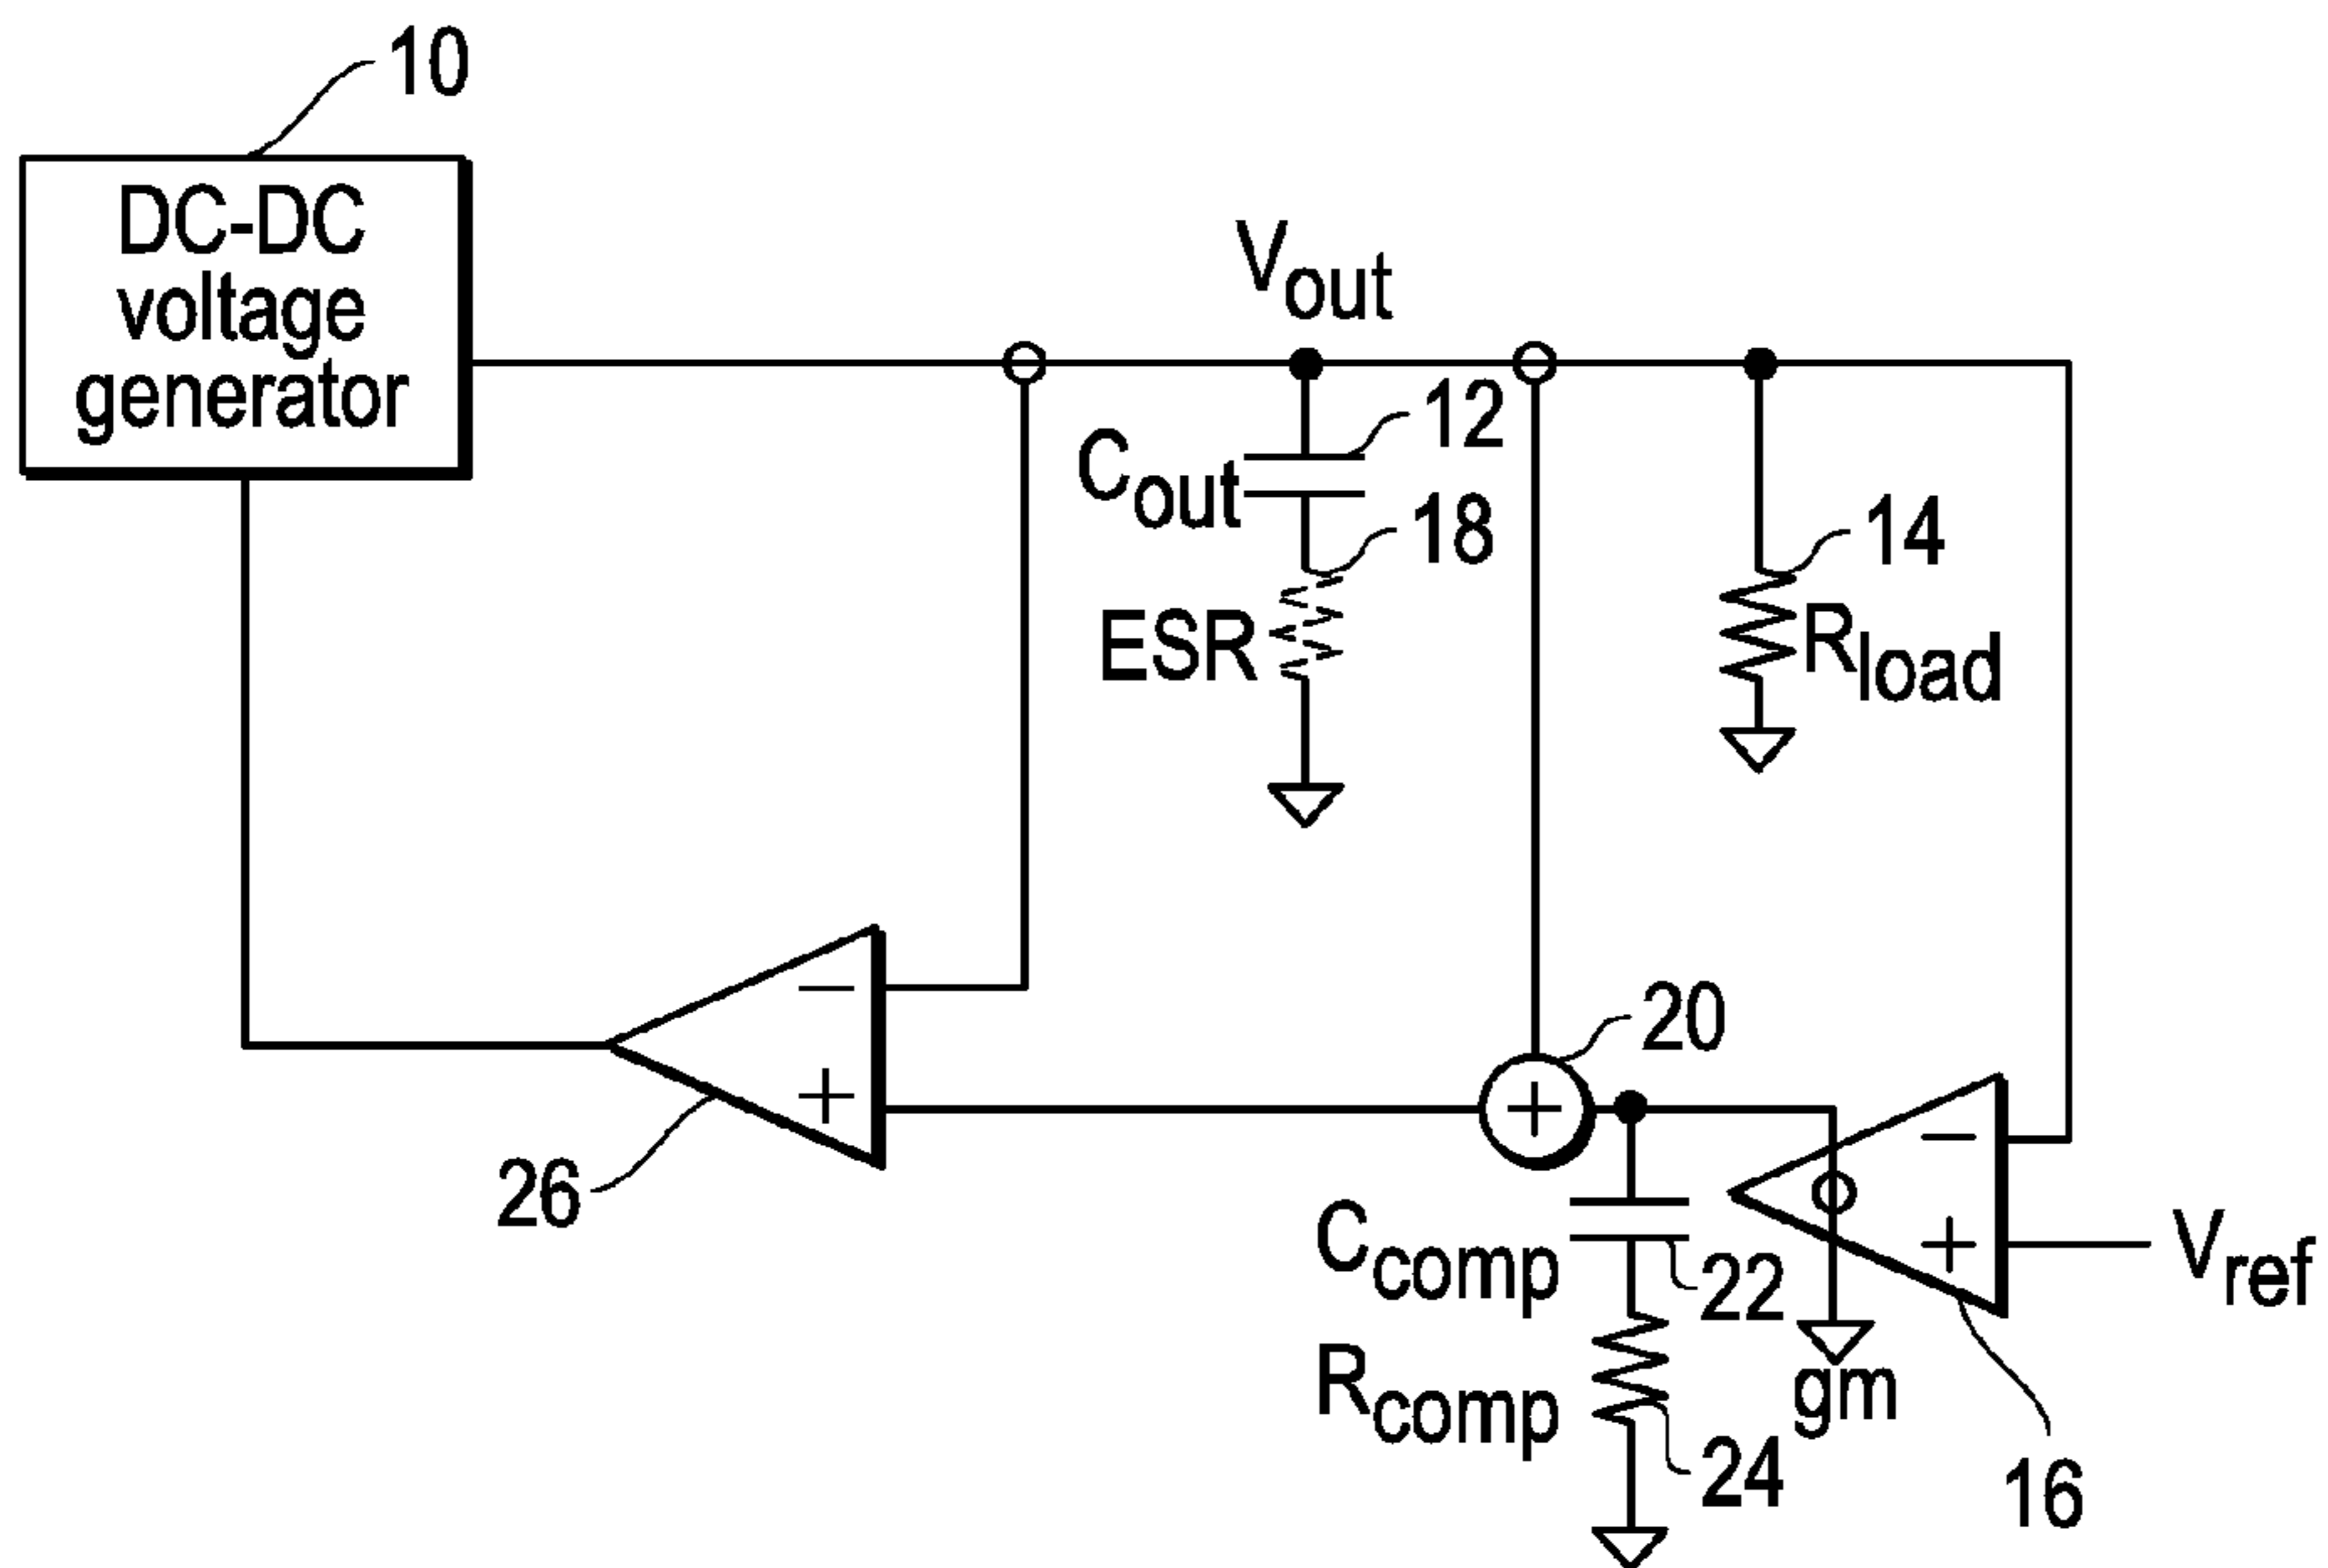 10
DC-DC
voltage
generator
Vout
Cout
12
18
ESR
14
Rload
20
26
Ccomp
22
Rcomp
24
gm
Vref
16